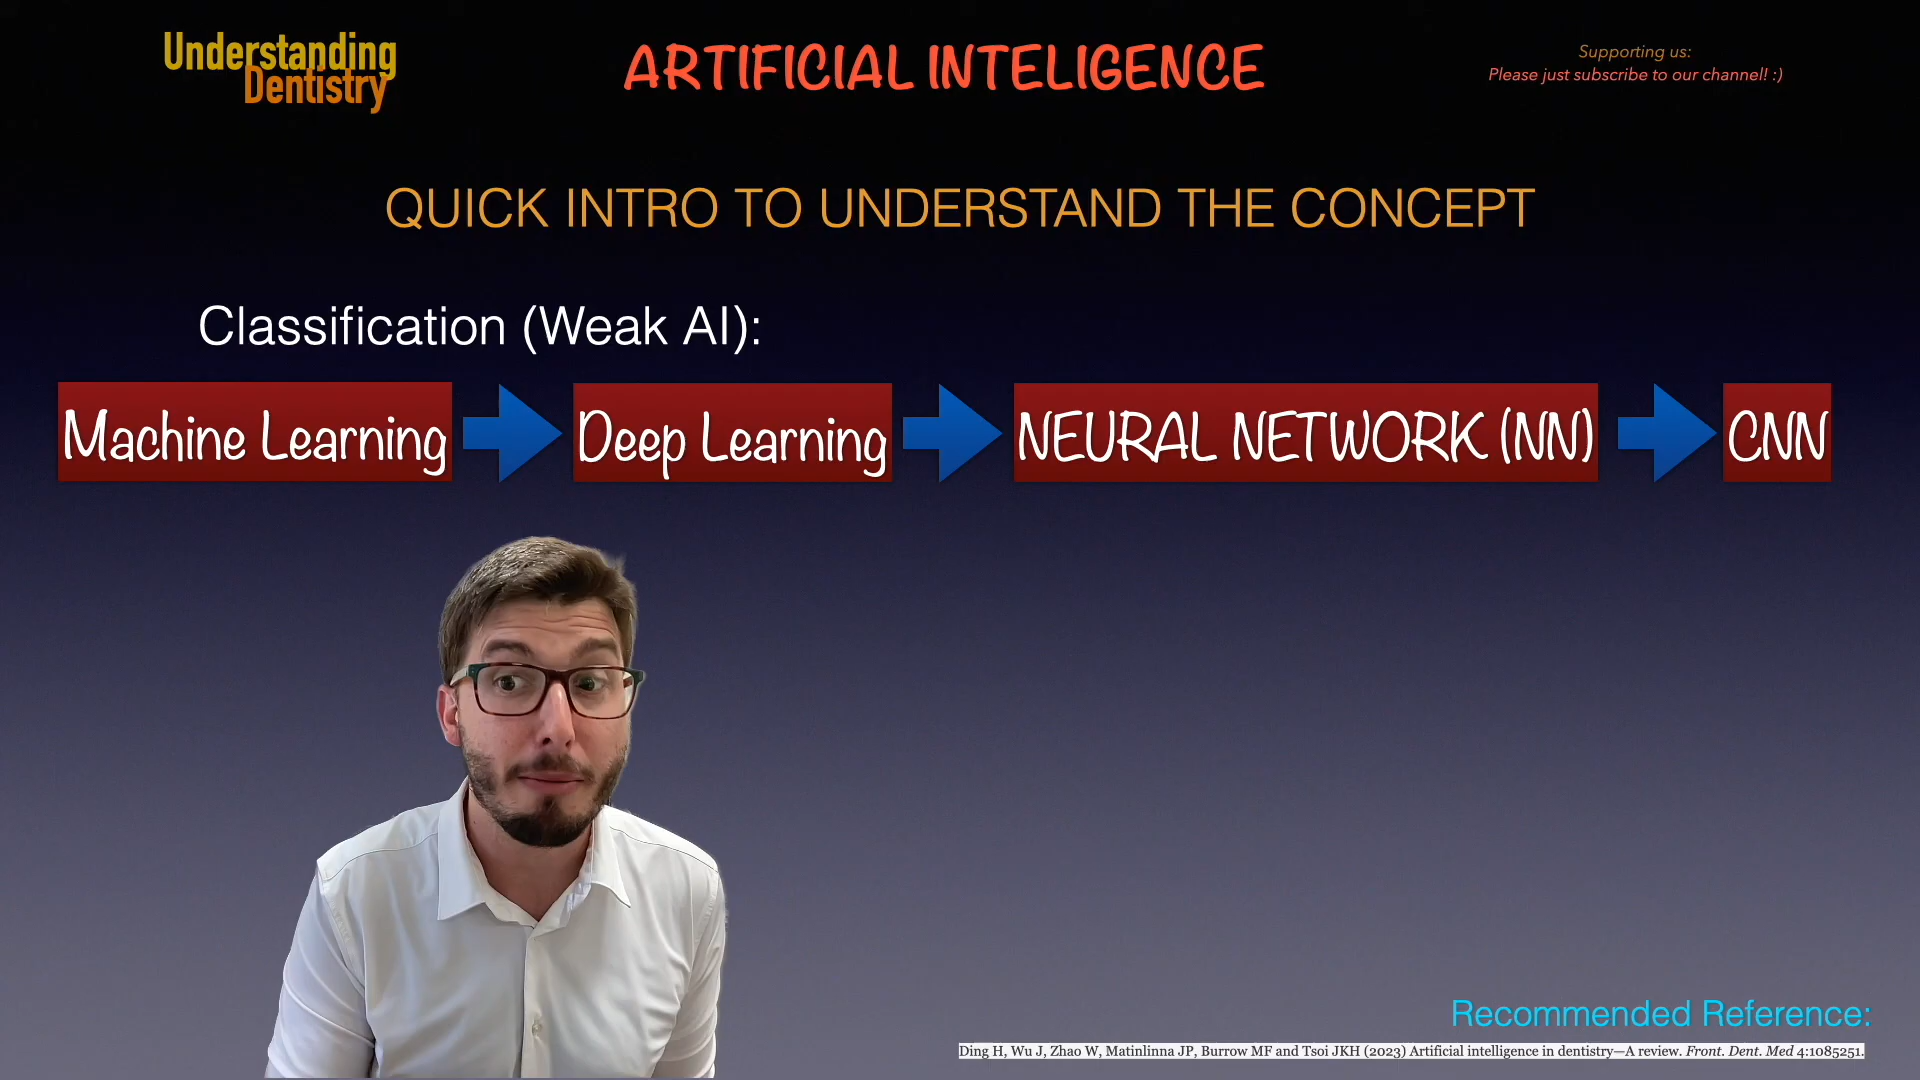 Understanding
Dentistry
ARTIFICIAL INTELIGENCE
Supporting us:
Please just subscribe to our channel! :)
QUICK INTRO TO UNDERSTAND THE CONCEPT
Classification (Weak AI):
Machine Learning
Deep Learning
NEURAL NETWORK (NN)
CNN
Recommended Reference:
Ding H, Wu J, Zhao W, Matinlinna JP, Burrow MF and Tsoi JKH (2023) Artificial intelligence in dentistry—A review. Front. Dent. Med 4:1085251.